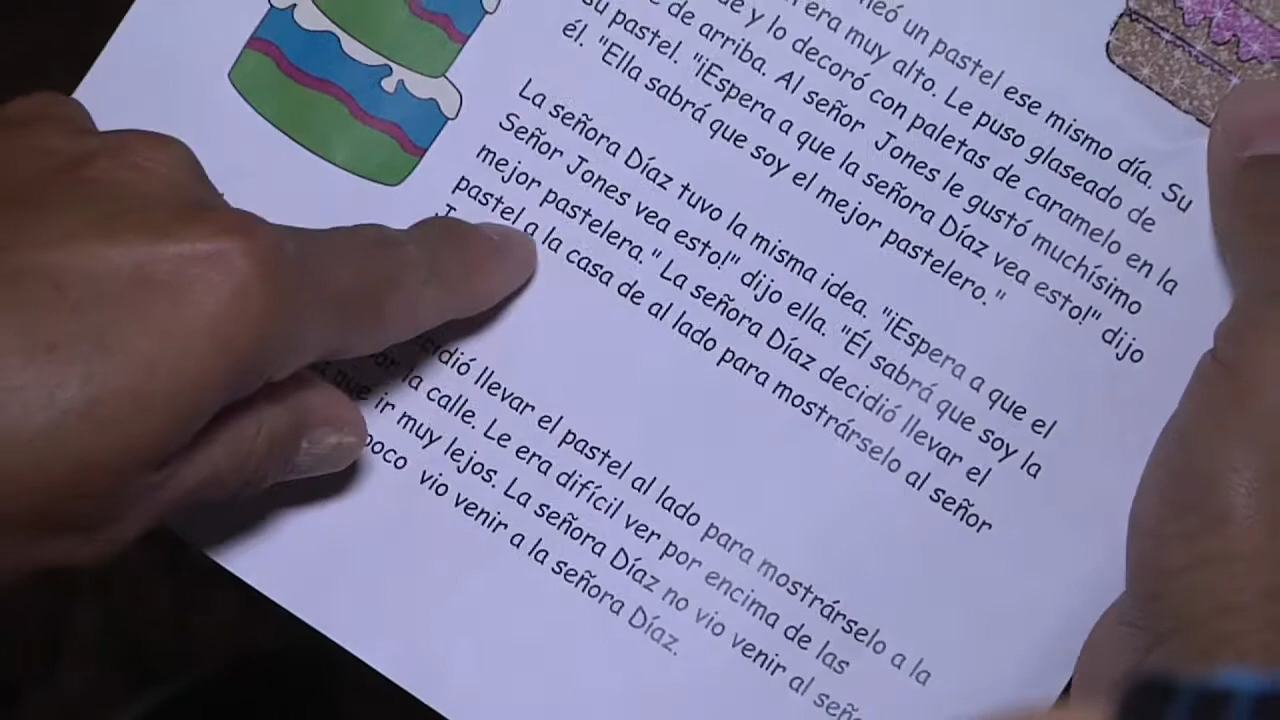 un pastel ese mismo día. Su
era muy alto. Le puso glaseado de
y lo decoró con paletas de caramelo en la
de arriba. Al señor Jones le gustó muchísimo
su pastel. "¡Espera a que la señora Díaz vea esto!" dijo
él. "Ella sabrá que soy el mejor pastelero."
La señora Díaz tuvo la misma idea. "¡Espera a que el
Señor Jones vea esto!" dijo ella. "Él sabrá que soy la
mejor pastelera." La señora Díaz decidió llevar el
pastel a la casa de al lado para mostrárselo al señor
llevar el pastel al lado para mostrárselo a la
la calle. Le era difícil ver por encima de las
que ir muy lejos. La señora Díaz no vio venir al
poco vio venir a la señora Díaz.